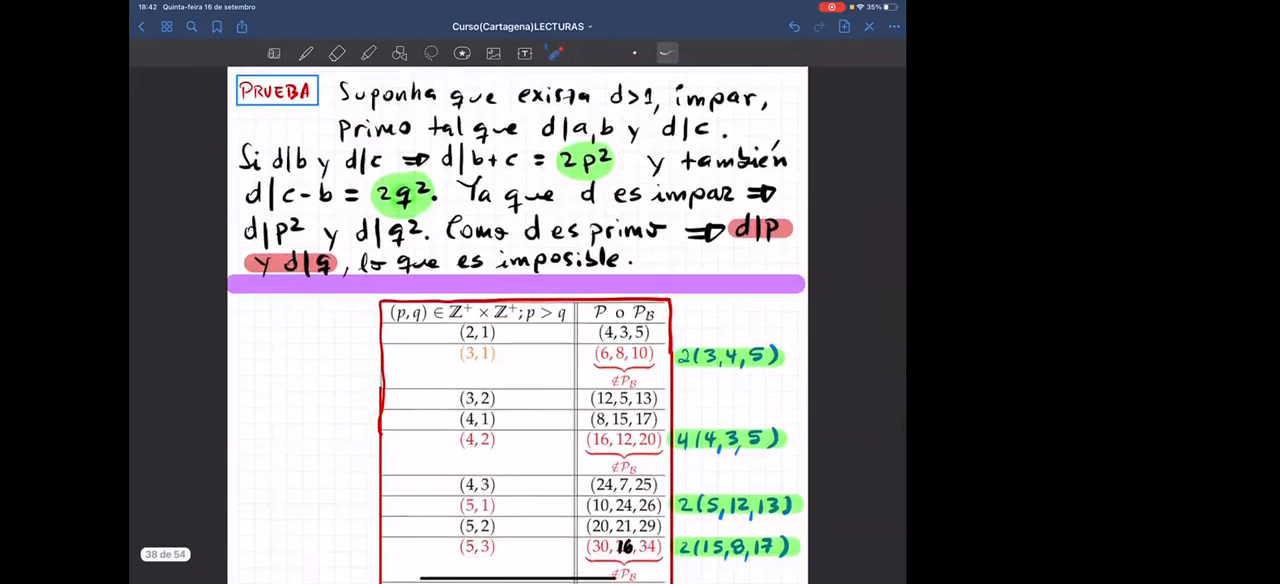 18:42 Quinta-feira 16 de setembro
35%
Curso(Cartagena)LECTURAS
PRUEBA Suponha que exista d>1, impar,
primo tal que d|a,b y d|c.
Si d|b y d|c ⇒ d|b+c = 2p² y también
d|c-b = 2q². Ya que d es impar ⇒
d|p² y d|q². Como d es primo ⇒ d|p
y d|q, lo que es imposible.
(p,q) ∈ ℤ⁺ × ℤ⁺; p > q P o P_B
(2,1) (4,3,5)
(3,1) (6,8,10) 2(3,4,5)
∉P_B
(3,2) (12,5,13)
(4,1) (8,15,17)
(4,2) (16,12,20) 4(4,3,5)
∉P_B
(4,3) (24,7,25)
(5,1) (10,24,26) 2(5,12,13)
(5,2) (20,21,29)
(5,3) (30,16,34) 2(15,8,17)
∉P_B
38 de 54